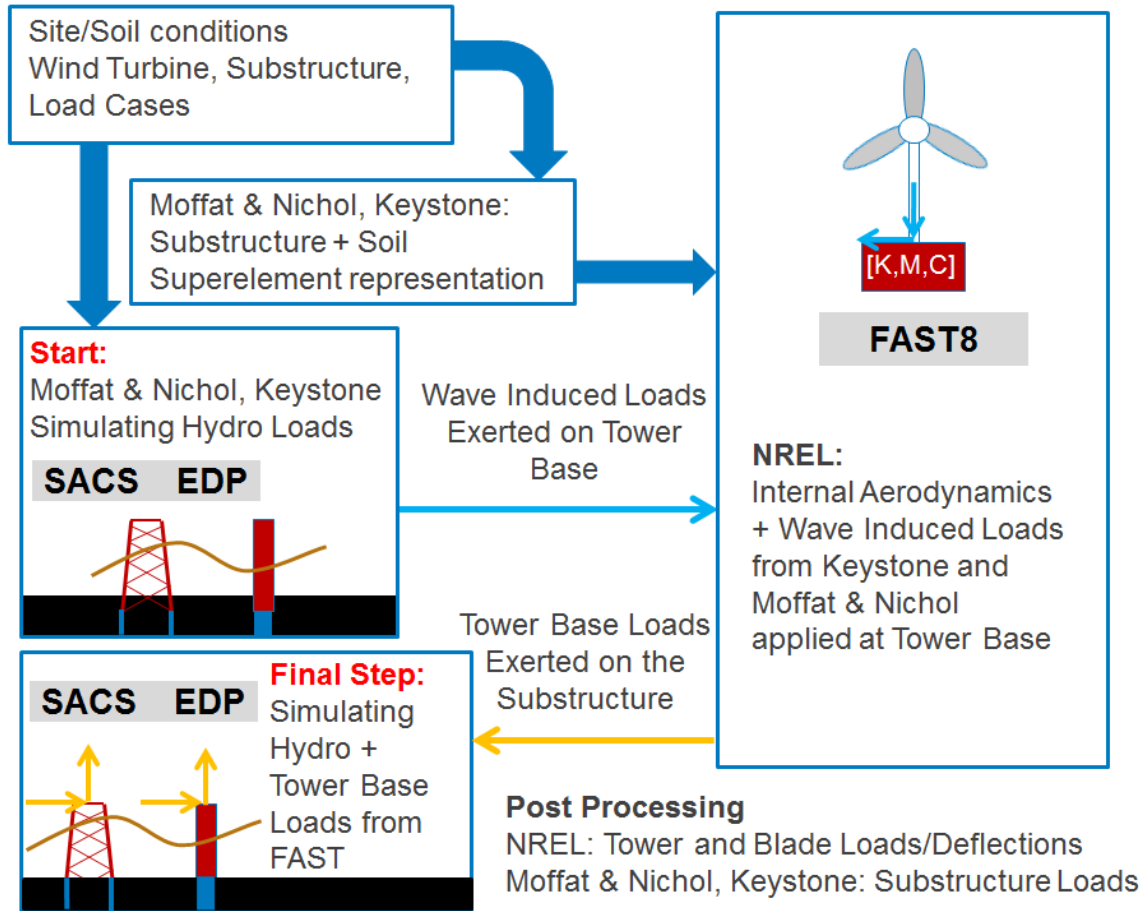 Site/Soil conditions
Wind Turbine, Substructure,
Load Cases
Moffat & Nichol, Keystone:
Substructure + Soil
Superelement representation
[K,M,C]
FAST8
Start:
Moffat & Nichol, Keystone
Simulating Hydro Loads
SACS EDP
Wave Induced Loads
Exerted on Tower
Base
NREL:
Internal Aerodynamics
+ Wave Induced Loads
from Keystone and
Moffat & Nichol
applied at Tower Base
Tower Base Loads
Exerted on the
Substructure
SACS EDP
Final Step:
Simulating
Hydro +
Tower Base
Loads from
FAST
Post Processing
NREL: Tower and Blade Loads/Deflections
Moffat & Nichol, Keystone: Substructure Loads